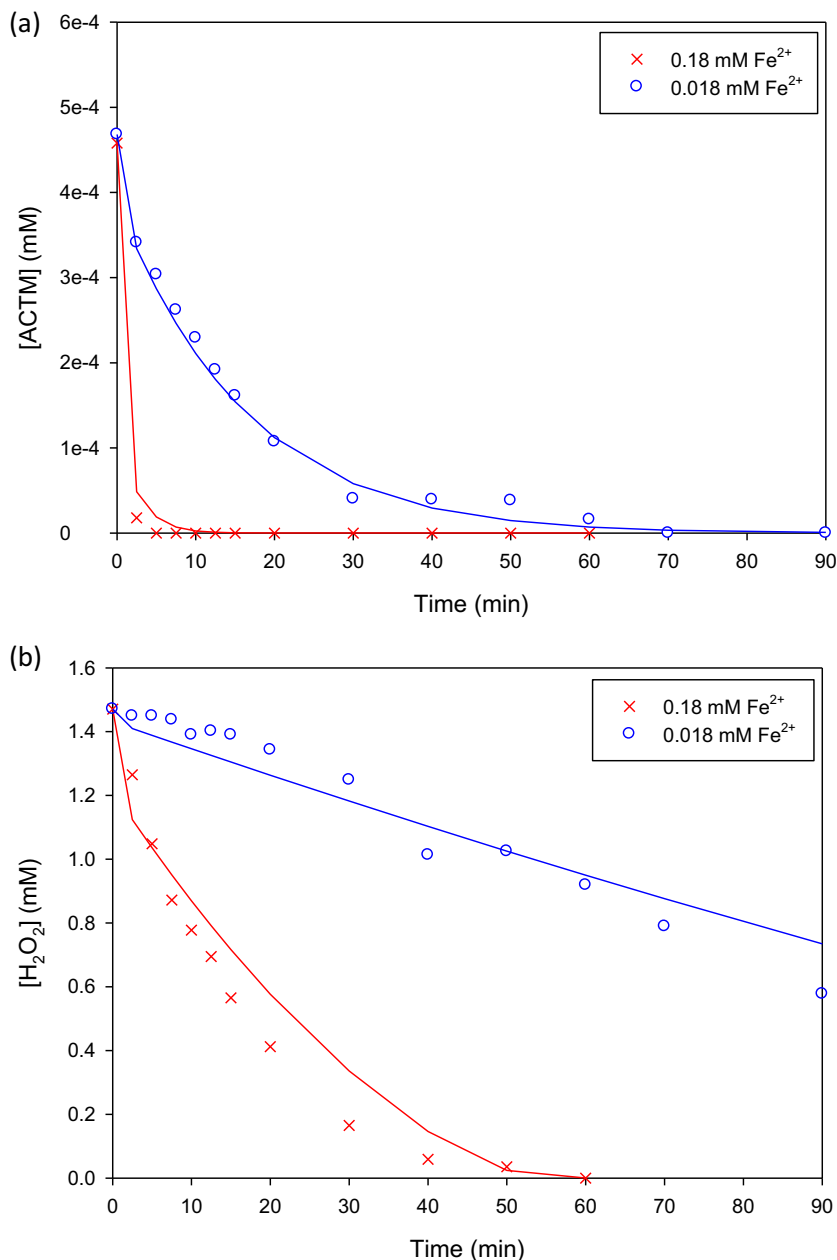 (a)
6e-4
5e-4
4e-4
3e-4
2e-4
1e-4
0
[ACTM] (mM)
0.18 mM Fe²⁺
0.018 mM Fe²⁺
0 10 20 30 40 50 60 70 80 90
Time (min)
(b)
1.6
1.4
1.2
1.0
0.8
0.6
0.4
0.2
0.0
[H₂O₂] (mM)
0.18 mM Fe²⁺
0.018 mM Fe²⁺
0 10 20 30 40 50 60 70 80 90
Time (min)